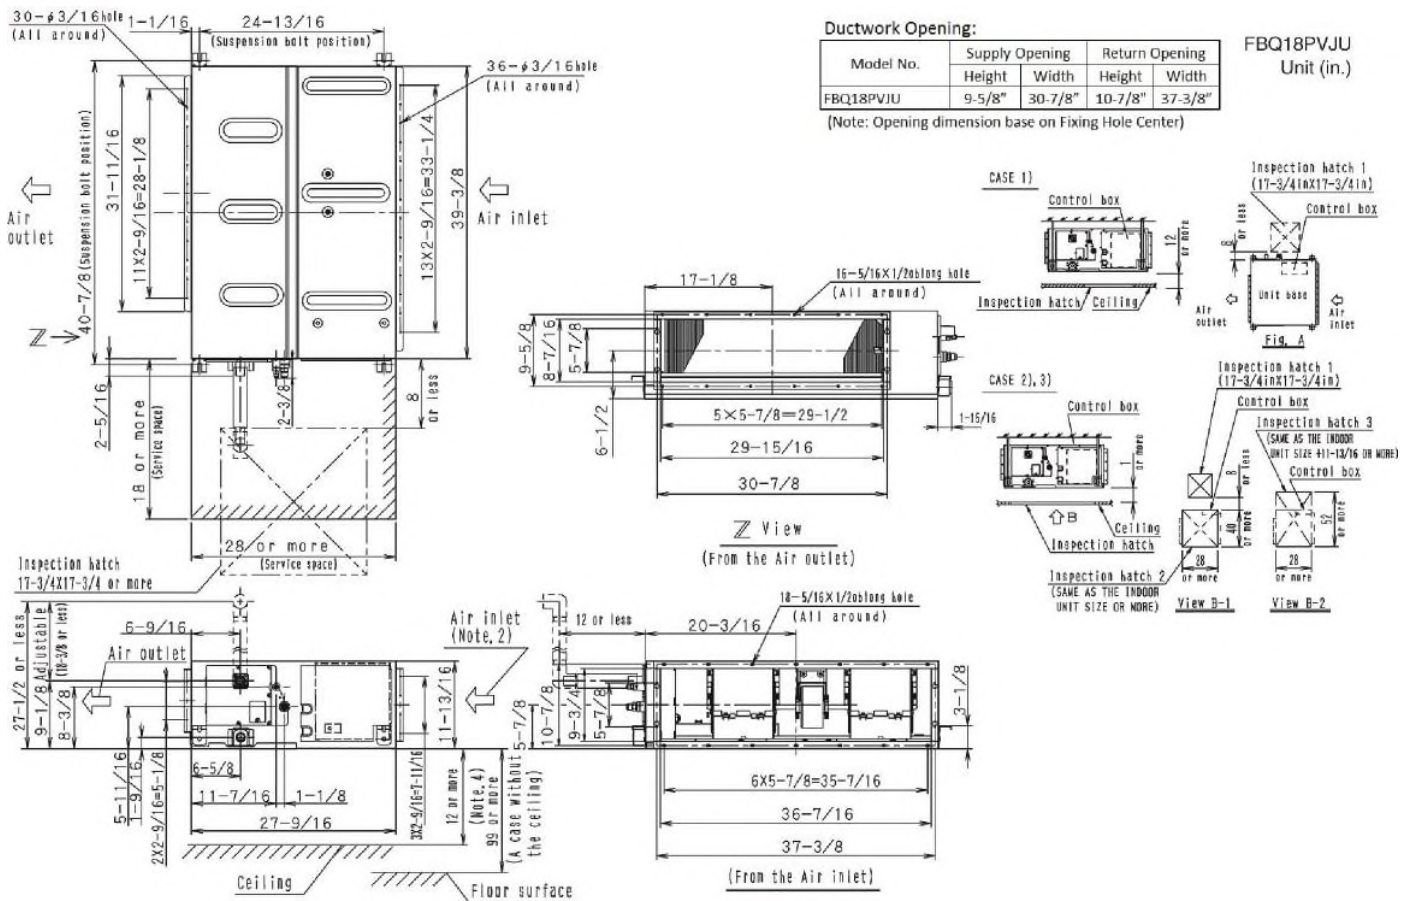 30-ϕ3/16hole
(All around)
1-1/16
24-13/16
(Suspension bolt position)
36-ϕ3/16hole
(All around)
Air outlet
Air inlet
40-7/8(Suspension bolt position)
31-11/16
11X2-9/16=28-1/8
13X2-9/16=33-1/4
39-3/8
Z
2-5/16
18 or more
(Service space)
2-3/8
8
or less
28 or more
(Service space)
Inspection hatch
17-3/4X17-3/4 or more
Ductwork Opening:
Model No.
Supply Opening
Return Opening
Height
Width
Height
Width
FBQ18PVJU
9-5/8"
30-7/8"
10-7/8"
37-3/8"
(Note: Opening dimension base on Fixing Hole Center)
FBQ18PVJU
Unit (in.)
17-1/8
16-5/16X1/2oblong hole
(All around)
9-5/8
8-7/16
5-7/8
6-1/2
5X5-7/8=29-1/2
29-15/16
30-7/8
1-15/16
Z View
(From the Air outlet)
CASE 1)
Control box
12
or more
Inspection hatch
Ceiling
Inspection hatch 1
(17-3/4inX17-3/4in)
Control box
8
or less
Unit base
Air outlet
Air inlet
Fig. A
CASE 2), 3)
Control box
1
or more
B
Ceiling
Inspection hatch
Inspection hatch 1
(17-3/4inX17-3/4in)
Control box
8
or less
40
or more
28
or more
Inspection hatch 2
(SAME AS THE INDOOR
UNIT SIZE OR MORE)
View B-1
Inspection hatch 3
(SAME AS THE INDOOR
UNIT SIZE +11-13/16 OR MORE)
Control box
52
or more
28
or more
View B-2
27-1/2 or less
9-1/8 Adjustable
(18-3/8 or less)
8-3/8
6-9/16
Air outlet
Air inlet
(Note.2)
11-13/16
5-11/16
1-9/16
2X2-9/16=5-1/8
6-5/8
11-7/16
1-1/8
27-9/16
3X2-9/16=7-11/16
12 or more
(Note.4)
99 or more
(A case without
the ceiling)
Ceiling
Floor surface
12 or less
20-3/16
18-5/16X1/2oblong hole
(All around)
5-7/8
10-7/8
9-3/4
5-7/8
3-1/8
6X5-7/8=35-7/16
36-7/16
37-3/8
(From the Air inlet)